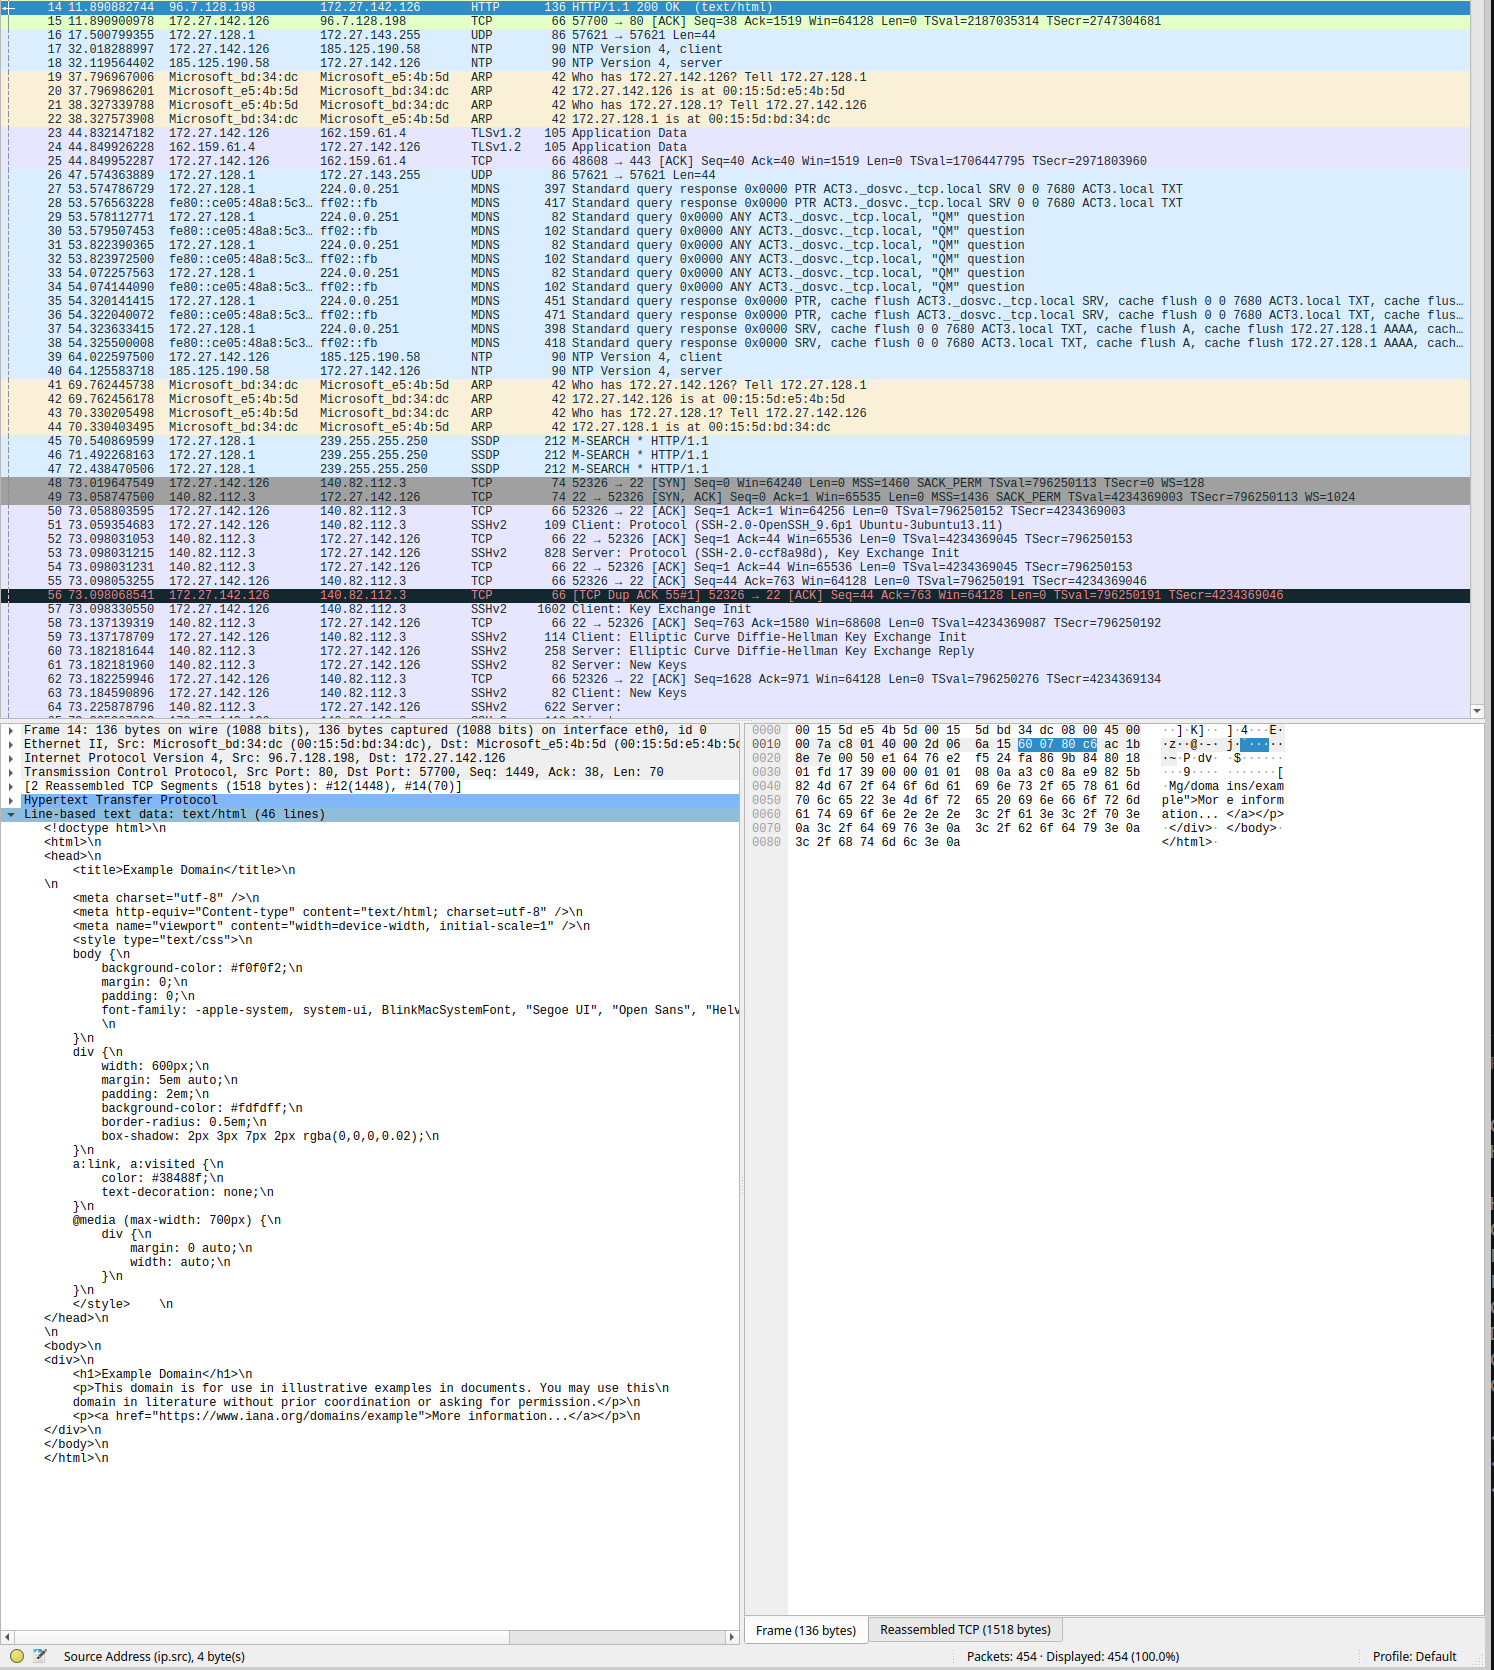 14 11.890882744 96.7.128.198 172.27.142.126 HTTP 136 HTTP/1.1 200 OK (text/html)
15 11.890900978 172.27.142.126 96.7.128.198 TCP 66 57700 → 80 [ACK] Seq=38 Ack=1519 Win=64128 Len=0 TSval=2187035314 TSecr=2747304681
16 17.500799355 172.27.128.1 172.27.143.255 UDP 86 57621 → 57621 Len=44
17 32.018288997 172.27.142.126 185.125.190.58 NTP 90 NTP Version 4, client
18 32.119564402 185.125.190.58 172.27.142.126 NTP 90 NTP Version 4, server
19 37.796967006 Microsoft_bd:34:dc Microsoft_e5:4b:5d ARP 42 Who has 172.27.142.126? Tell 172.27.128.1
20 37.796986201 Microsoft_e5:4b:5d Microsoft_bd:34:dc ARP 42 172.27.142.126 is at 00:15:5d:e5:4b:5d
21 38.327339788 Microsoft_e5:4b:5d Microsoft_bd:34:dc ARP 42 Who has 172.27.128.1? Tell 172.27.142.126
22 38.327573908 Microsoft_bd:34:dc Microsoft_e5:4b:5d ARP 42 172.27.128.1 is at 00:15:5d:bd:34:dc
23 44.832147182 172.27.142.126 162.159.61.4 TLSv1.2 105 Application Data
24 44.849926228 162.159.61.4 172.27.142.126 TLSv1.2 105 Application Data
25 44.849952287 172.27.142.126 162.159.61.4 TCP 66 48608 → 443 [ACK] Seq=40 Ack=40 Win=1519 Len=0 TSval=1706447795 TSecr=2971803960
26 47.574363889 172.27.128.1 172.27.143.255 UDP 86 57621 → 57621 Len=44
27 53.574786729 172.27.128.1 224.0.0.251 MDNS 397 Standard query response 0x0000 PTR ACT3._dosvc._tcp.local SRV 0 0 7680 ACT3.local TXT
28 53.576563228 fe80::ce05:48a8:5c3… ff02::fb MDNS 417 Standard query response 0x0000 PTR ACT3._dosvc._tcp.local SRV 0 0 7680 ACT3.local TXT
29 53.578112771 172.27.128.1 224.0.0.251 MDNS 82 Standard query 0x0000 ANY ACT3._dosvc._tcp.local, "QM" question
30 53.579507453 fe80::ce05:48a8:5c3… ff02::fb MDNS 102 Standard query 0x0000 ANY ACT3._dosvc._tcp.local, "QM" question
31 53.822390365 172.27.128.1 224.0.0.251 MDNS 82 Standard query 0x0000 ANY ACT3._dosvc._tcp.local, "QM" question
32 53.823972500 fe80::ce05:48a8:5c3… ff02::fb MDNS 102 Standard query 0x0000 ANY ACT3._dosvc._tcp.local, "QM" question
33 54.072257563 172.27.128.1 224.0.0.251 MDNS 82 Standard query 0x0000 ANY ACT3._dosvc._tcp.local, "QM" question
34 54.074144090 fe80::ce05:48a8:5c3… ff02::fb MDNS 102 Standard query 0x0000 ANY ACT3._dosvc._tcp.local, "QM" question
35 54.320141415 172.27.128.1 224.0.0.251 MDNS 451 Standard query response 0x0000 PTR, cache flush ACT3._dosvc._tcp.local SRV, cache flush 0 0 7680 ACT3.local TXT, cache flus…
36 54.322040072 fe80::ce05:48a8:5c3… ff02::fb MDNS 471 Standard query response 0x0000 PTR, cache flush ACT3._dosvc._tcp.local SRV, cache flush 0 0 7680 ACT3.local TXT, cache flus…
37 54.323633415 172.27.128.1 224.0.0.251 MDNS 398 Standard query response 0x0000 SRV, cache flush 0 0 7680 ACT3.local TXT, cache flush A, cache flush 172.27.128.1 AAAA, cach…
38 54.325500008 fe80::ce05:48a8:5c3… ff02::fb MDNS 418 Standard query response 0x0000 SRV, cache flush 0 0 7680 ACT3.local TXT, cache flush A, cache flush 172.27.128.1 AAAA, cach…
39 64.022597500 172.27.142.126 185.125.190.58 NTP 90 NTP Version 4, client
40 64.125583718 185.125.190.58 172.27.142.126 NTP 90 NTP Version 4, server
41 69.762445738 Microsoft_bd:34:dc Microsoft_e5:4b:5d ARP 42 Who has 172.27.142.126? Tell 172.27.128.1
42 69.762456178 Microsoft_e5:4b:5d Microsoft_bd:34:dc ARP 42 172.27.142.126 is at 00:15:5d:e5:4b:5d
43 70.330205498 Microsoft_e5:4b:5d Microsoft_bd:34:dc ARP 42 Who has 172.27.128.1? Tell 172.27.142.126
44 70.330403495 Microsoft_bd:34:dc Microsoft_e5:4b:5d ARP 42 172.27.128.1 is at 00:15:5d:bd:34:dc
45 70.540869599 172.27.128.1 239.255.255.250 SSDP 212 M-SEARCH * HTTP/1.1
46 71.492268163 172.27.128.1 239.255.255.250 SSDP 212 M-SEARCH * HTTP/1.1
47 72.438470506 172.27.128.1 239.255.255.250 SSDP 212 M-SEARCH * HTTP/1.1
48 73.019647549 172.27.142.126 140.82.112.3 TCP 74 52326 → 22 [SYN] Seq=0 Win=64240 Len=0 MSS=1460 SACK_PERM TSval=796250113 TSecr=0 WS=128
49 73.058747500 140.82.112.3 172.27.142.126 TCP 74 22 → 52326 [SYN, ACK] Seq=0 Ack=1 Win=65535 Len=0 MSS=1436 SACK_PERM TSval=4234369003 TSecr=796250113 WS=1024
50 73.058803595 172.27.142.126 140.82.112.3 TCP 66 52326 → 22 [ACK] Seq=1 Ack=1 Win=64256 Len=0 TSval=796250152 TSecr=4234369003
51 73.059354683 172.27.142.126 140.82.112.3 SSHv2 109 Client: Protocol (SSH-2.0-OpenSSH_9.6p1 Ubuntu-3ubuntu13.11)
52 73.098031053 140.82.112.3 172.27.142.126 TCP 66 22 → 52326 [ACK] Seq=1 Ack=44 Win=65536 Len=0 TSval=4234369045 TSecr=796250153
53 73.098031215 140.82.112.3 172.27.142.126 SSHv2 828 Server: Protocol (SSH-2.0-ccf8a98d), Key Exchange Init
54 73.098031231 140.82.112.3 172.27.142.126 TCP 66 22 → 52326 [ACK] Seq=1 Ack=44 Win=65536 Len=0 TSval=4234369045 TSecr=796250153
55 73.098053255 172.27.142.126 140.82.112.3 TCP 66 52326 → 22 [ACK] Seq=44 Ack=763 Win=64128 Len=0 TSval=796250191 TSecr=4234369046
56 73.098068541 172.27.142.126 140.82.112.3 TCP 66 [TCP Dup ACK 55#1] 52326 → 22 [ACK] Seq=44 Ack=763 Win=64128 Len=0 TSval=796250191 TSecr=4234369046
57 73.098330550 172.27.142.126 140.82.112.3 SSHv2 1602 Client: Key Exchange Init
58 73.137139319 140.82.112.3 172.27.142.126 TCP 66 22 → 52326 [ACK] Seq=763 Ack=1580 Win=68608 Len=0 TSval=4234369087 TSecr=796250192
59 73.137178709 172.27.142.126 140.82.112.3 SSHv2 114 Client: Elliptic Curve Diffie-Hellman Key Exchange Init
60 73.182181644 140.82.112.3 172.27.142.126 SSHv2 258 Server: Elliptic Curve Diffie-Hellman Key Exchange Reply
61 73.182181960 140.82.112.3 172.27.142.126 SSHv2 82 Server: New Keys
62 73.182259946 172.27.142.126 140.82.112.3 TCP 66 52326 → 22 [ACK] Seq=1628 Ack=971 Win=64128 Len=0 TSval=796250276 TSecr=4234369134
63 73.184590896 172.27.142.126 140.82.112.3 SSHv2 82 Client: New Keys
64 73.225878796 140.82.112.3 172.27.142.126 SSHv2 622 Server:
Frame 14: 136 bytes on wire (1088 bits), 136 bytes captured (1088 bits) on interface eth0, id 0
Ethernet II, Src: Microsoft_bd:34:dc (00:15:5d:bd:34:dc), Dst: Microsoft_e5:4b:5d (00:15:5d:e5:4b:5d
Internet Protocol Version 4, Src: 96.7.128.198, Dst: 172.27.142.126
Transmission Control Protocol, Src Port: 80, Dst Port: 57700, Seq: 1449, Ack: 38, Len: 70
[2 Reassembled TCP Segments (1518 bytes): #12(1448), #14(70)]
Hypertext Transfer Protocol
Line-based text data: text/html (46 lines)
<!doctype html>\n
<html>\n
<head>\n
<title>Example Domain</title>\n
\n
<meta charset="utf-8" />\n
<meta http-equiv="Content-type" content="text/html; charset=utf-8" />\n
<meta name="viewport" content="width=device-width, initial-scale=1" />\n
<style type="text/css">\n
body {\n
background-color: #f0f0f2;\n
margin: 0;\n
padding: 0;\n
font-family: -apple-system, system-ui, BlinkMacSystemFont, "Segoe UI", "Open Sans", "Helv
\n
}\n
div {\n
width: 600px;\n
margin: 5em auto;\n
padding: 2em;\n
background-color: #fdfdff;\n
border-radius: 0.5em;\n
box-shadow: 2px 3px 7px 2px rgba(0,0,0,0.02);\n
}\n
a:link, a:visited {\n
color: #38488f;\n
text-decoration: none;\n
}\n
@media (max-width: 700px) {\n
div {\n
margin: 0 auto;\n
width: auto;\n
}\n
}\n
</style> \n
</head>\n
\n
<body>\n
<div>\n
<h1>Example Domain</h1>\n
<p>This domain is for use in illustrative examples in documents. You may use this\n
domain in literature without prior coordination or asking for permission.</p>\n
<p><a href="https://www.iana.org/domains/example">More information...</a></p>\n
</div>\n
</body>\n
</html>\n
0000 00 15 5d e5 4b 5d 00 15 5d bd 34 dc 08 00 45 00 ··]·K]·· ]·4···E·
0010 00 7a c8 01 40 00 2d 06 6a 15 60 07 80 c6 ac 1b ·z··@·-· j·`·····
0020 8e 7e 00 50 e1 64 76 e2 f5 24 fa 86 9b 84 80 18 ·~·P·dv· ·$······
0030 01 fd 17 39 00 00 01 01 08 0a a3 c0 8a e9 82 5b ···9···· ·······[
0040 82 4d 67 2f 64 6f 6d 61 69 6e 73 2f 65 78 61 6d ·Mg/doma ins/exam
0050 70 6c 65 22 3e 4d 6f 72 65 20 69 6e 66 6f 72 6d ple">Mor e inform
0060 61 74 69 6f 6e 2e 2e 2e 3c 2f 61 3e 3c 2f 70 3e ation... </a></p>
0070 0a 3c 2f 64 69 76 3e 0a 3c 2f 62 6f 64 79 3e 0a ·</div>· </body>·
0080 3c 2f 68 74 6d 6c 3e 0a </html>·
Frame (136 bytes) Reassembled TCP (1518 bytes)
Source Address (ip.src), 4 byte(s) Packets: 454 · Displayed: 454 (100.0%) Profile: Default